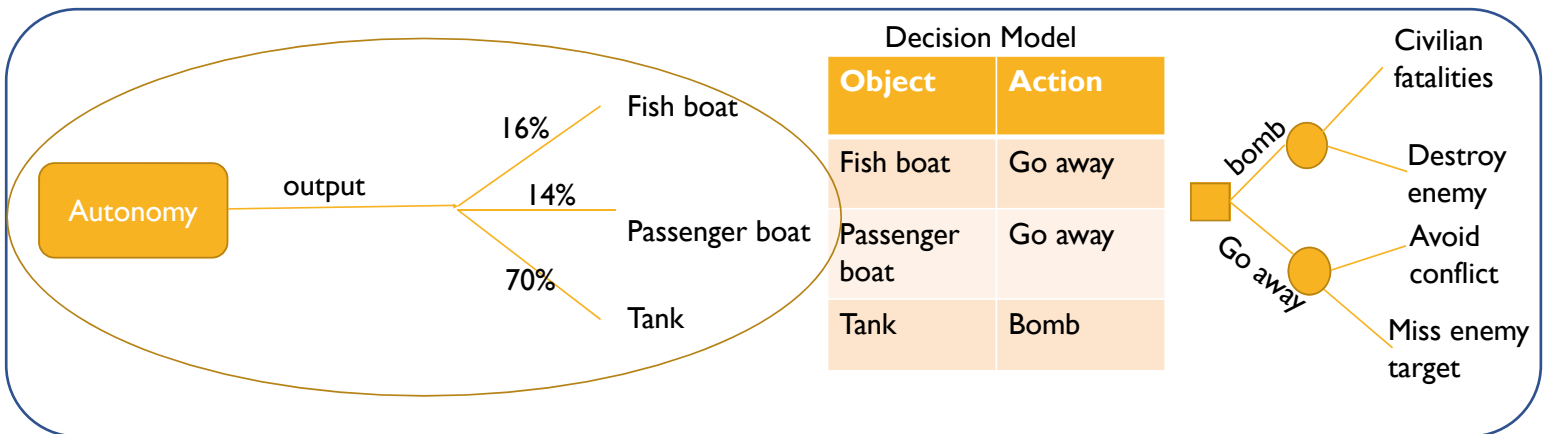 Autonomy
output
16%
14%
70%
Fish boat
Passenger boat
Tank
Decision Model
Object Action
Fish boat Go away
Passenger Go away
boat
Tank Bomb
bomb
Go away
Civilian
fatalities
Destroy
enemy
Avoid
conflict
Miss enemy
target